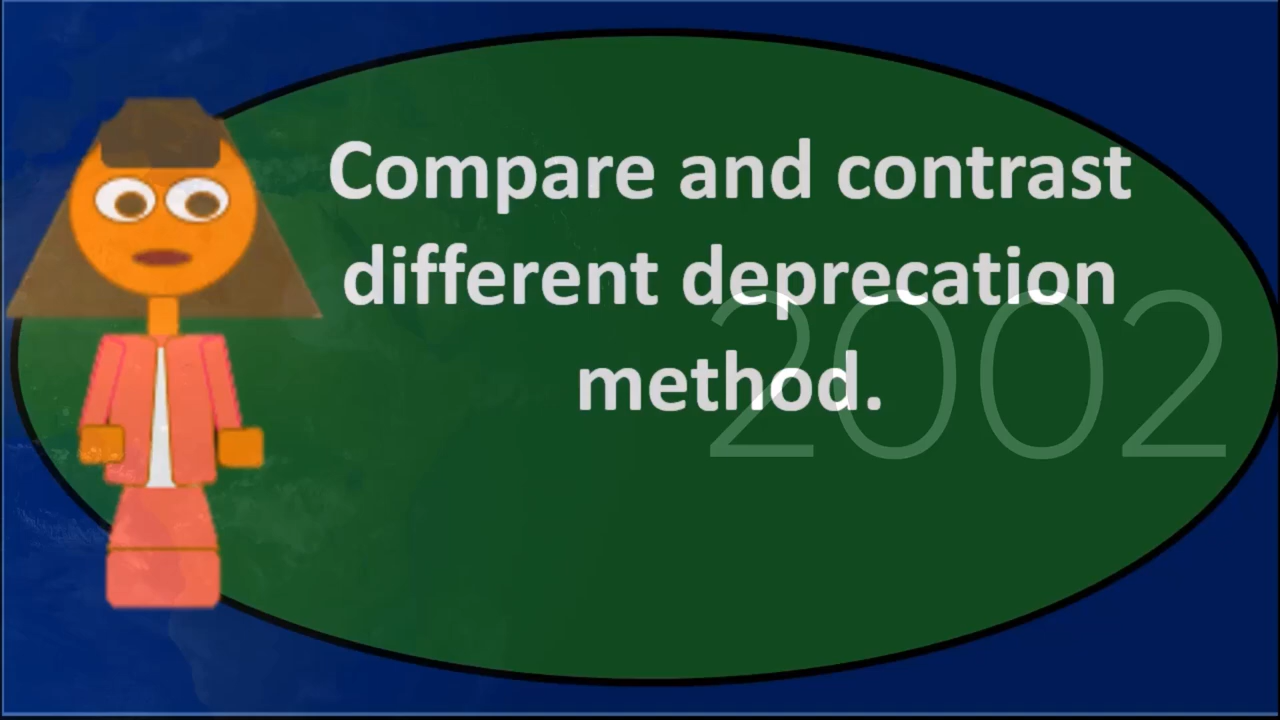 Compare and contrast
different deprecation
method.
2002